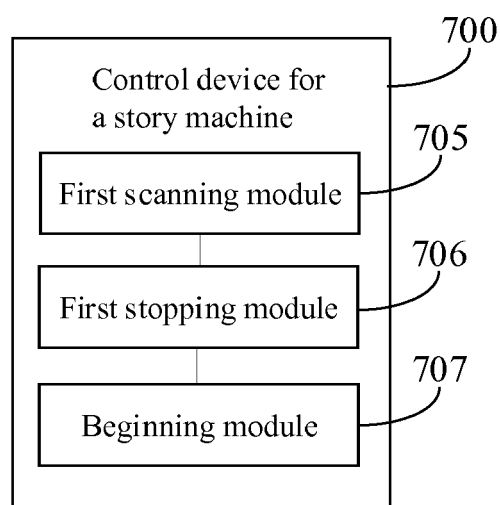 700
Control device for
a story machine
705
First scanning module
706
First stopping module
707
Beginning module